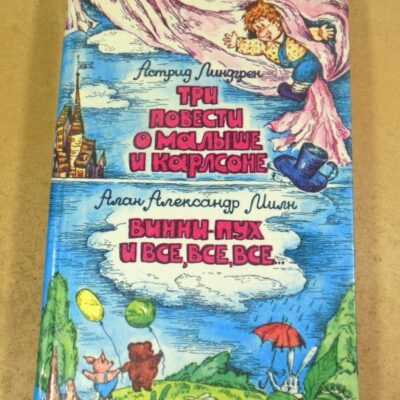 Астрид Линдгрен
ТРИ
ПОВЕСТИ
О МАЛЫШЕ
И КАРЛСОНЕ
Алан Александр Милн
ВИННИ-ПУХ
И ВСЕ, ВСЕ, ВСЕ...